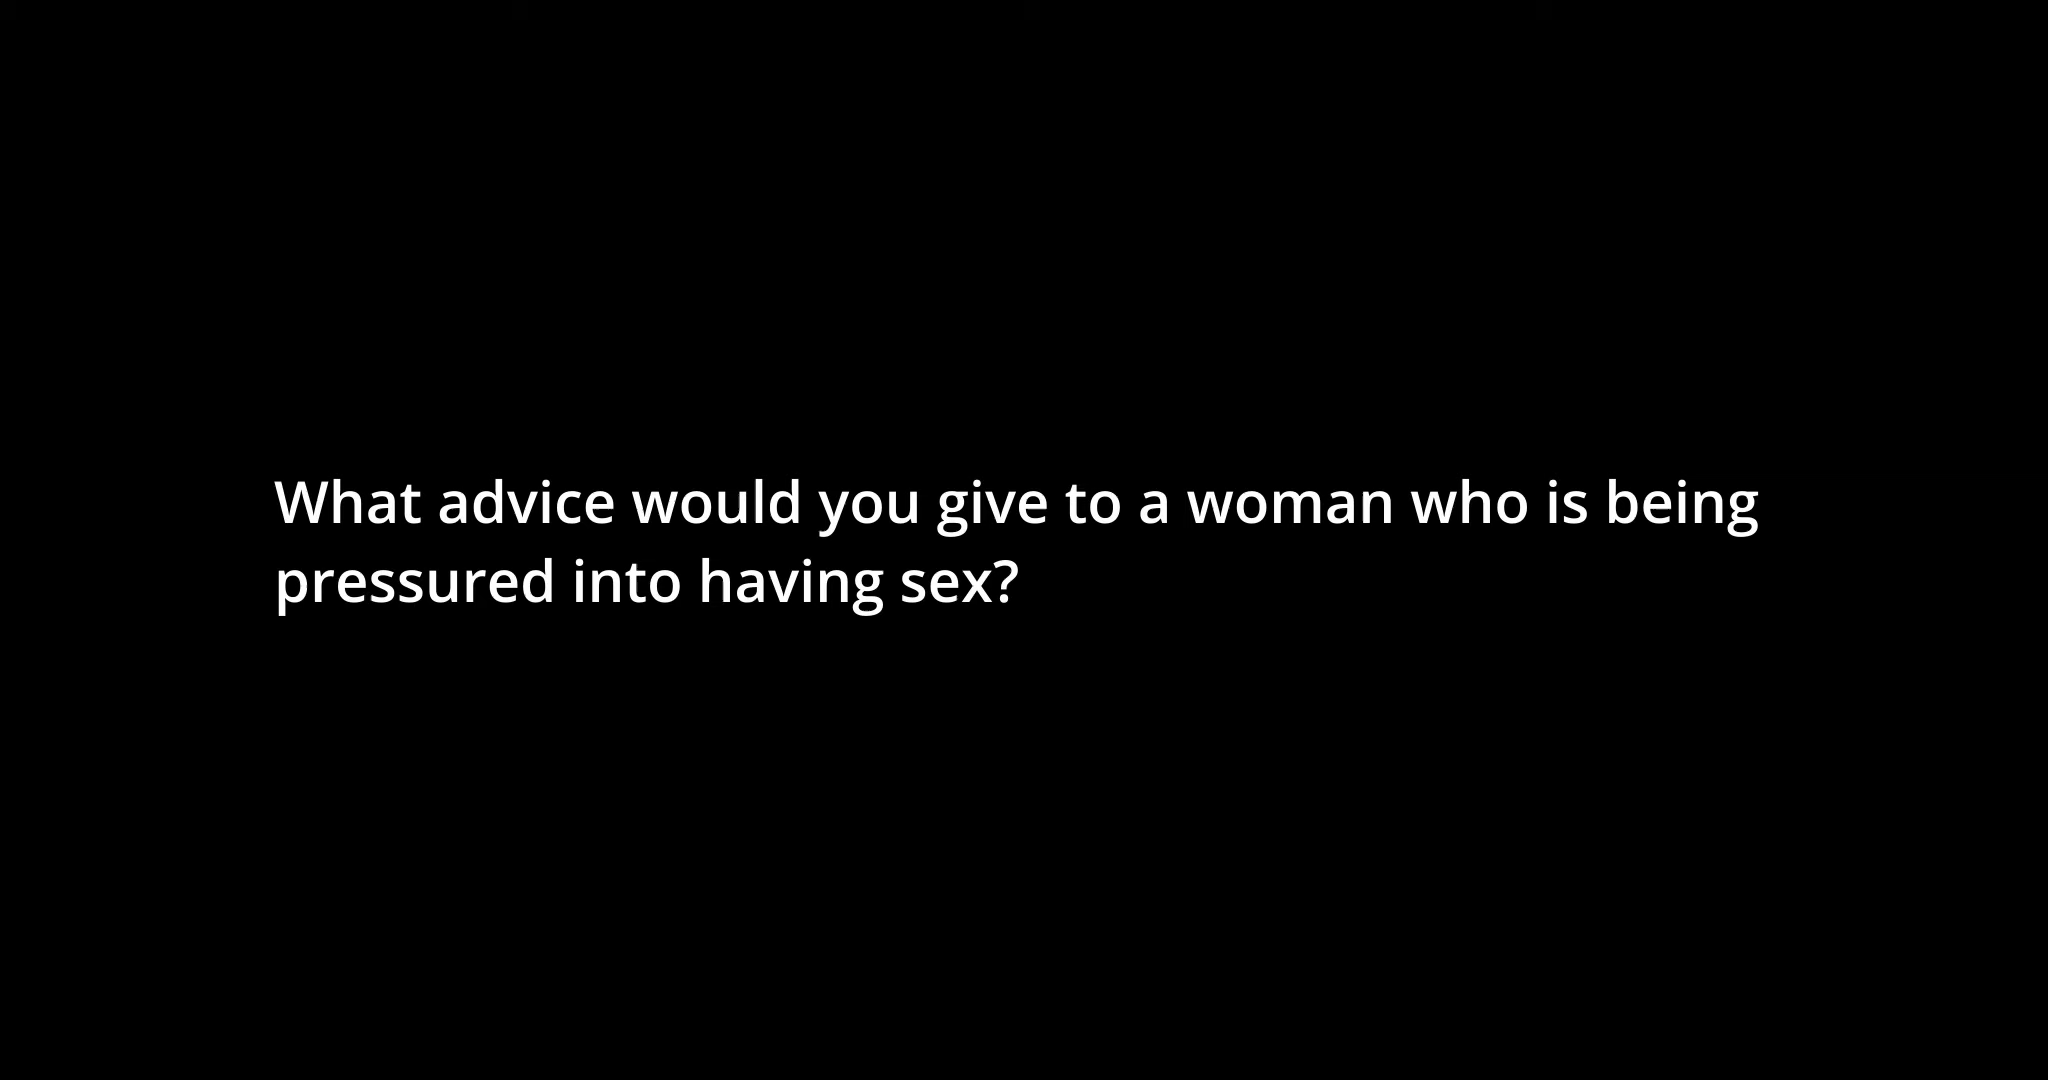 What advice would you give to a woman who is being
pressured into having sex?